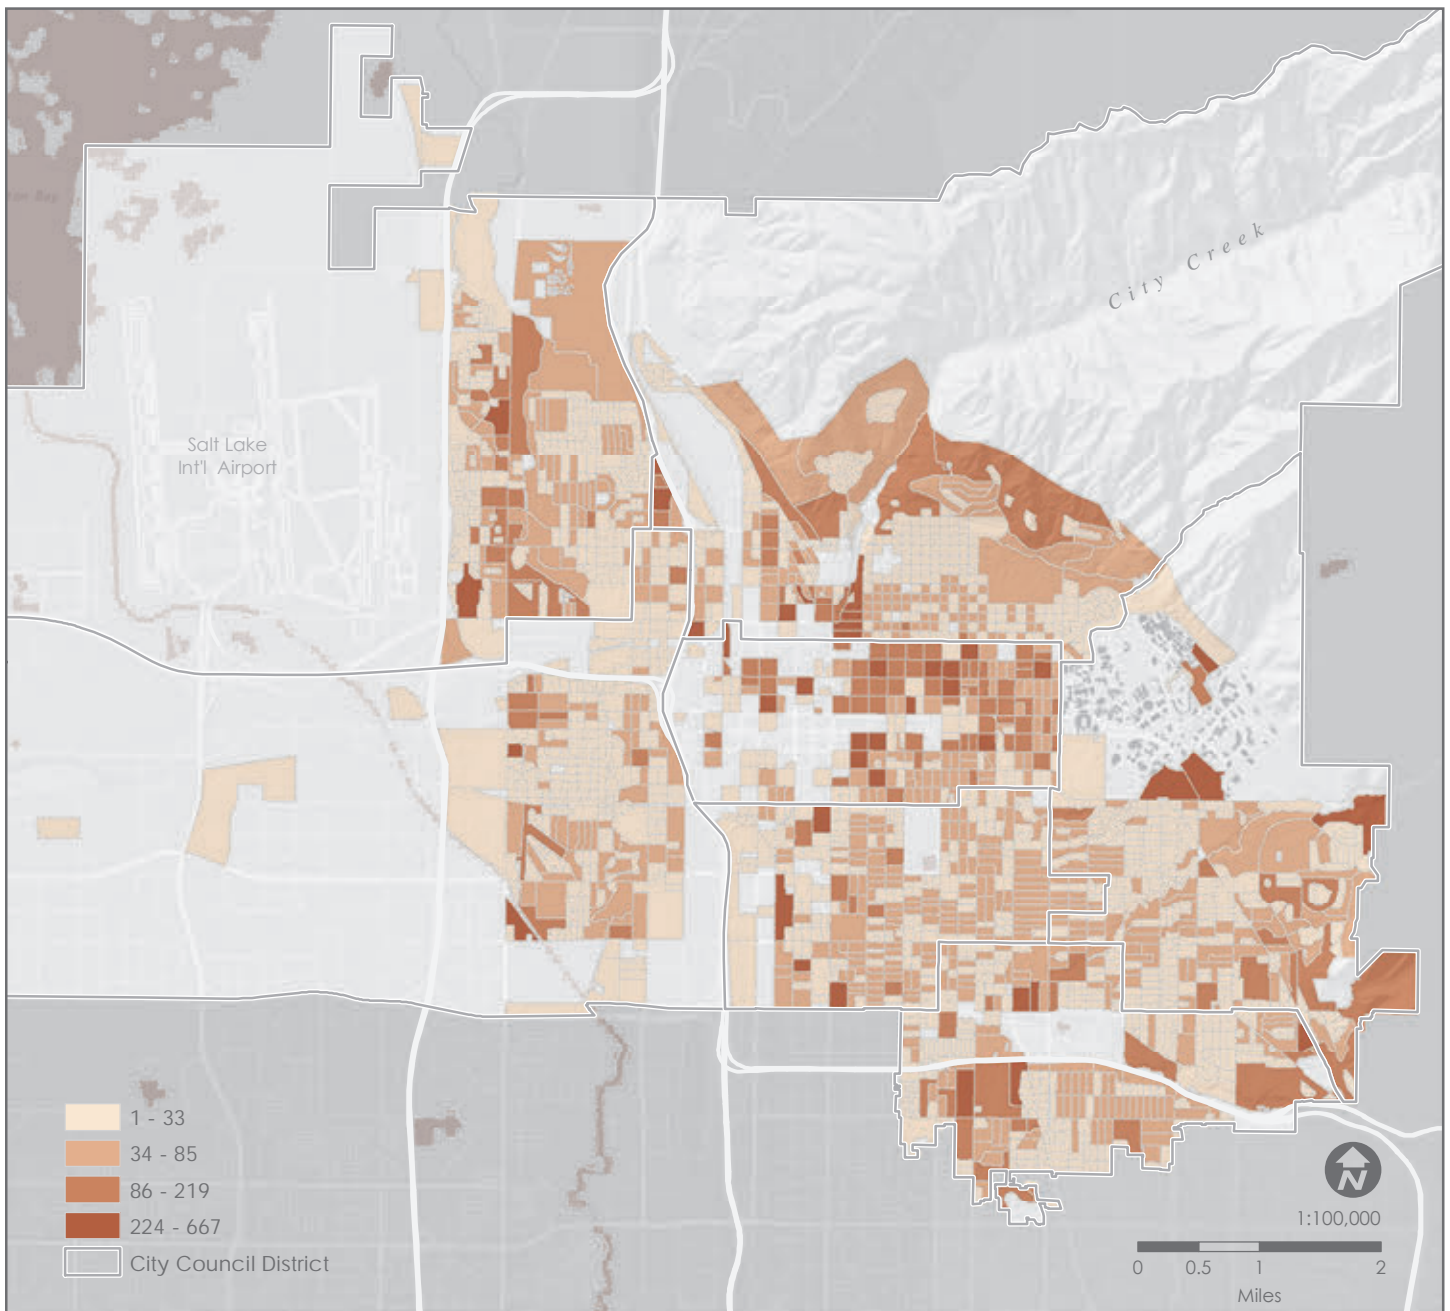 City Creek
Salt Lake
Int'l Airport
1 - 33
34 - 85
86 - 219
224 - 667
City Council District
N
1:100,000
0 0.5 1 2
Miles